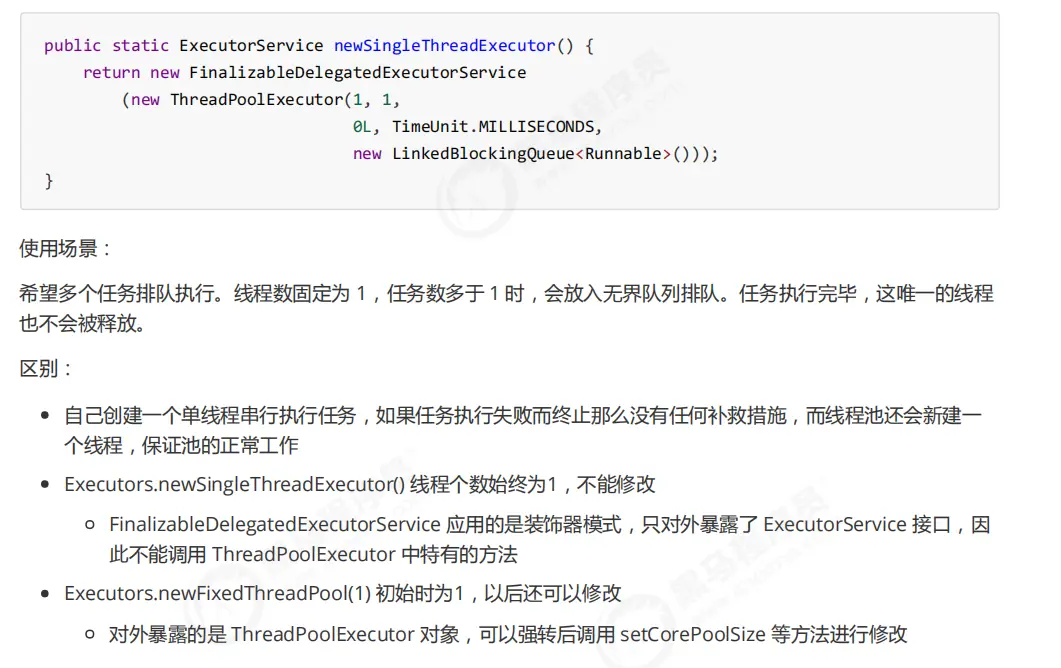 public static ExecutorService newSingleThreadExecutor() {
return new FinalizableDelegatedExecutorService
(new ThreadPoolExecutor(1, 1,
0L, TimeUnit.MILLISECONDS,
new LinkedBlockingQueue<Runnable>()));
}
使用场景：
希望多个任务排队执行。线程数固定为 1，任务数多于 1 时，会放入无界队列排队。任务执行完毕，这唯一的线程
也不会被释放。
区别：
自己创建一个单线程串行执行任务，如果任务执行失败而终止那么没有任何补救措施，而线程池还会新建一
个线程，保证池的正常工作
Executors.newSingleThreadExecutor() 线程个数始终为1，不能修改
FinalizableDelegatedExecutorService 应用的是装饰器模式，只对外暴露了 ExecutorService 接口，因
此不能调用 ThreadPoolExecutor 中特有的方法
Executors.newFixedThreadPool(1) 初始时为1，以后还可以修改
对外暴露的是 ThreadPoolExecutor 对象，可以强转后调用 setCorePoolSize 等方法进行修改